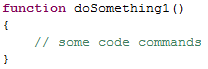 function doSomething1()
{
    // some code commands
}